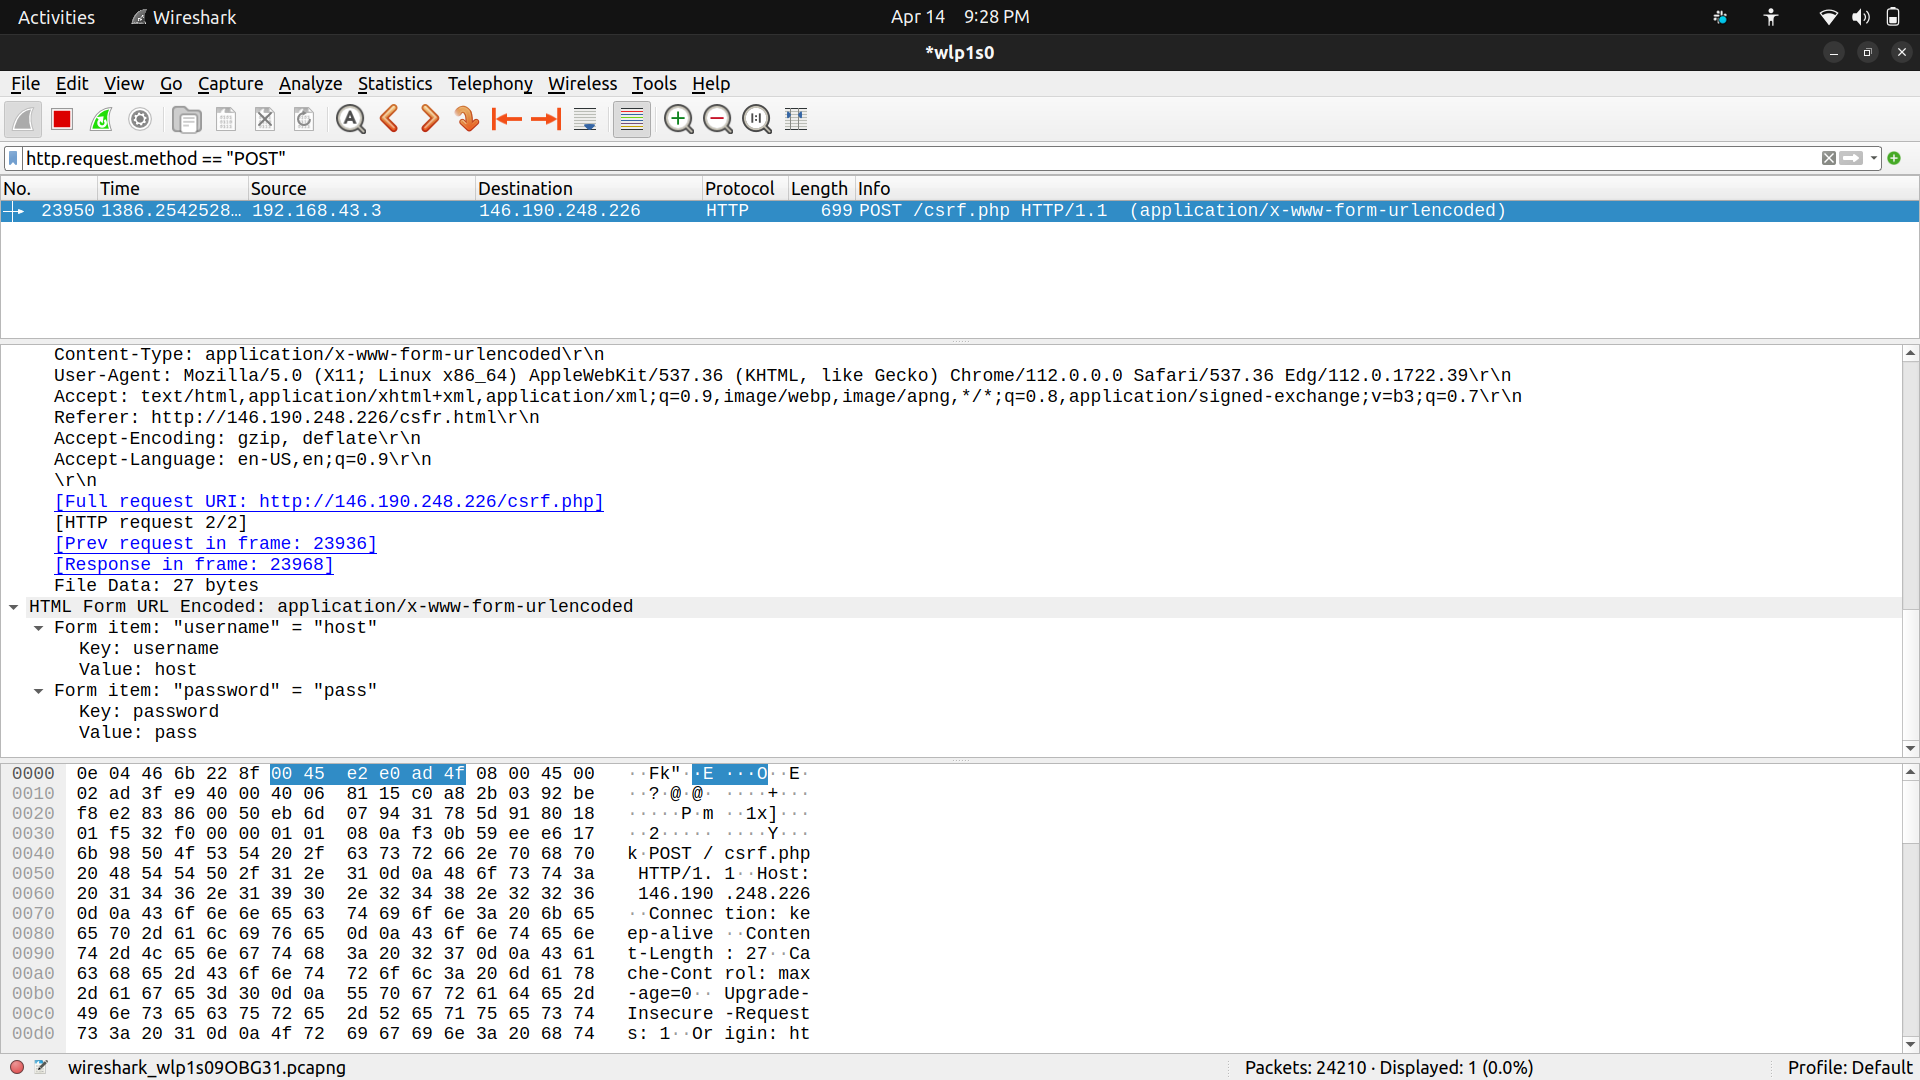 Activities Wireshark Apr 14 9:28 PM
*wlp1s0
File Edit View Go Capture Analyze Statistics Telephony Wireless Tools Help
http.request.method == "POST"
No. Time Source Destination Protocol Length Info
23950 1386.2542528… 192.168.43.3 146.190.248.226 HTTP 699 POST /csrf.php HTTP/1.1 (application/x-www-form-urlencoded)
Content-Type: application/x-www-form-urlencoded\r\n
User-Agent: Mozilla/5.0 (X11; Linux x86_64) AppleWebKit/537.36 (KHTML, like Gecko) Chrome/112.0.0.0 Safari/537.36 Edg/112.0.1722.39\r\n
Accept: text/html,application/xhtml+xml,application/xml;q=0.9,image/webp,image/apng,*/*;q=0.8,application/signed-exchange;v=b3;q=0.7\r\n
Referer: http://146.190.248.226/csfr.html\r\n
Accept-Encoding: gzip, deflate\r\n
Accept-Language: en-US,en;q=0.9\r\n
\r\n
[Full request URI: http://146.190.248.226/csrf.php]
[HTTP request 2/2]
[Prev request in frame: 23936]
[Response in frame: 23968]
File Data: 27 bytes
HTML Form URL Encoded: application/x-www-form-urlencoded
Form item: "username" = "host"
Key: username
Value: host
Form item: "password" = "pass"
Key: password
Value: pass
0000 0e 04 46 6b 22 8f 00 45 e2 e0 ad 4f 08 00 45 00 ··Fk"··E ···O··E·
0010 02 ad 3f e9 40 00 40 06 81 15 c0 a8 2b 03 92 be ··?·@·@· ····+···
0020 f8 e2 83 86 00 50 eb 6d 07 94 31 78 5d 91 80 18 ·····P·m ··1x]···
0030 01 f5 32 f0 00 00 01 01 08 0a f3 0b 59 ee e6 17 ··2····· ····Y···
0040 6b 98 50 4f 53 54 20 2f 63 73 72 66 2e 70 68 70 k·POST / csrf.php
0050 20 48 54 54 50 2f 31 2e 31 0d 0a 48 6f 73 74 3a HTTP/1. 1··Host:
0060 20 31 34 36 2e 31 39 30 2e 32 34 38 2e 32 32 36 146.190 .248.226
0070 0d 0a 43 6f 6e 6e 65 63 74 69 6f 6e 3a 20 6b 65 ··Connec tion: ke
0080 65 70 2d 61 6c 69 76 65 0d 0a 43 6f 6e 74 65 6e ep-alive ··Conten
0090 74 2d 4c 65 6e 67 74 68 3a 20 32 37 0d 0a 43 61 t-Length : 27··Ca
00a0 63 68 65 2d 43 6f 6e 74 72 6f 6c 3a 20 6d 61 78 che-Cont rol: max
00b0 2d 61 67 65 3d 30 0d 0a 55 70 67 72 61 64 65 2d -age=0·· Upgrade-
00c0 49 6e 73 65 63 75 72 65 2d 52 65 71 75 65 73 74 Insecure -Request
00d0 73 3a 20 31 0d 0a 4f 72 69 67 69 6e 3a 20 68 74 s: 1··Or igin: ht
wireshark_wlp1s09OBG31.pcapng Packets: 24210 · Displayed: 1 (0.0%) Profile: Default